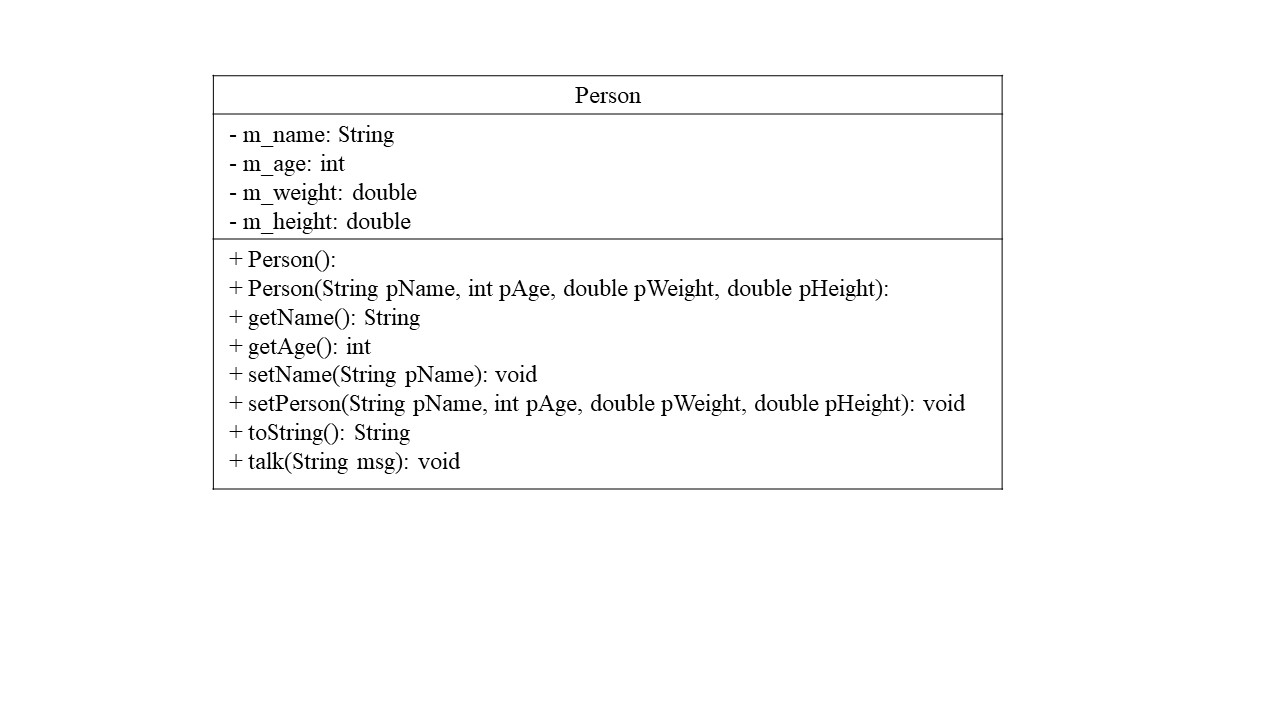 Person
- m_name: String
- m_age: int
- m_weight: double
- m_height: double
+ Person():
+ Person(String pName, int pAge, double pWeight, double pHeight):
+ getName(): String
+ getAge(): int
+ setName(String pName): void
+ setPerson(String pName, int pAge, double pWeight, double pHeight): void
+ toString(): String
+ talk(String msg): void